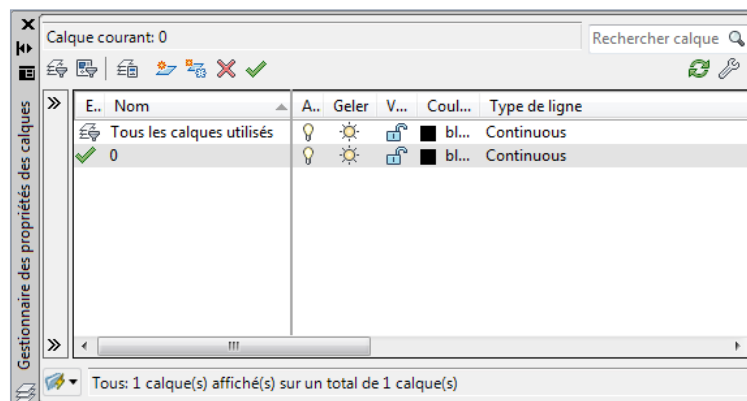 Calque courant: 0
Rechercher calque
Gestionnaire des propriétés des calques
E.. Nom A.. Geler V... Coul... Type de ligne
Tous les calques utilisés bl... Continuous
0 bl... Continuous
Tous: 1 calque(s) affiché(s) sur un total de 1 calque(s)